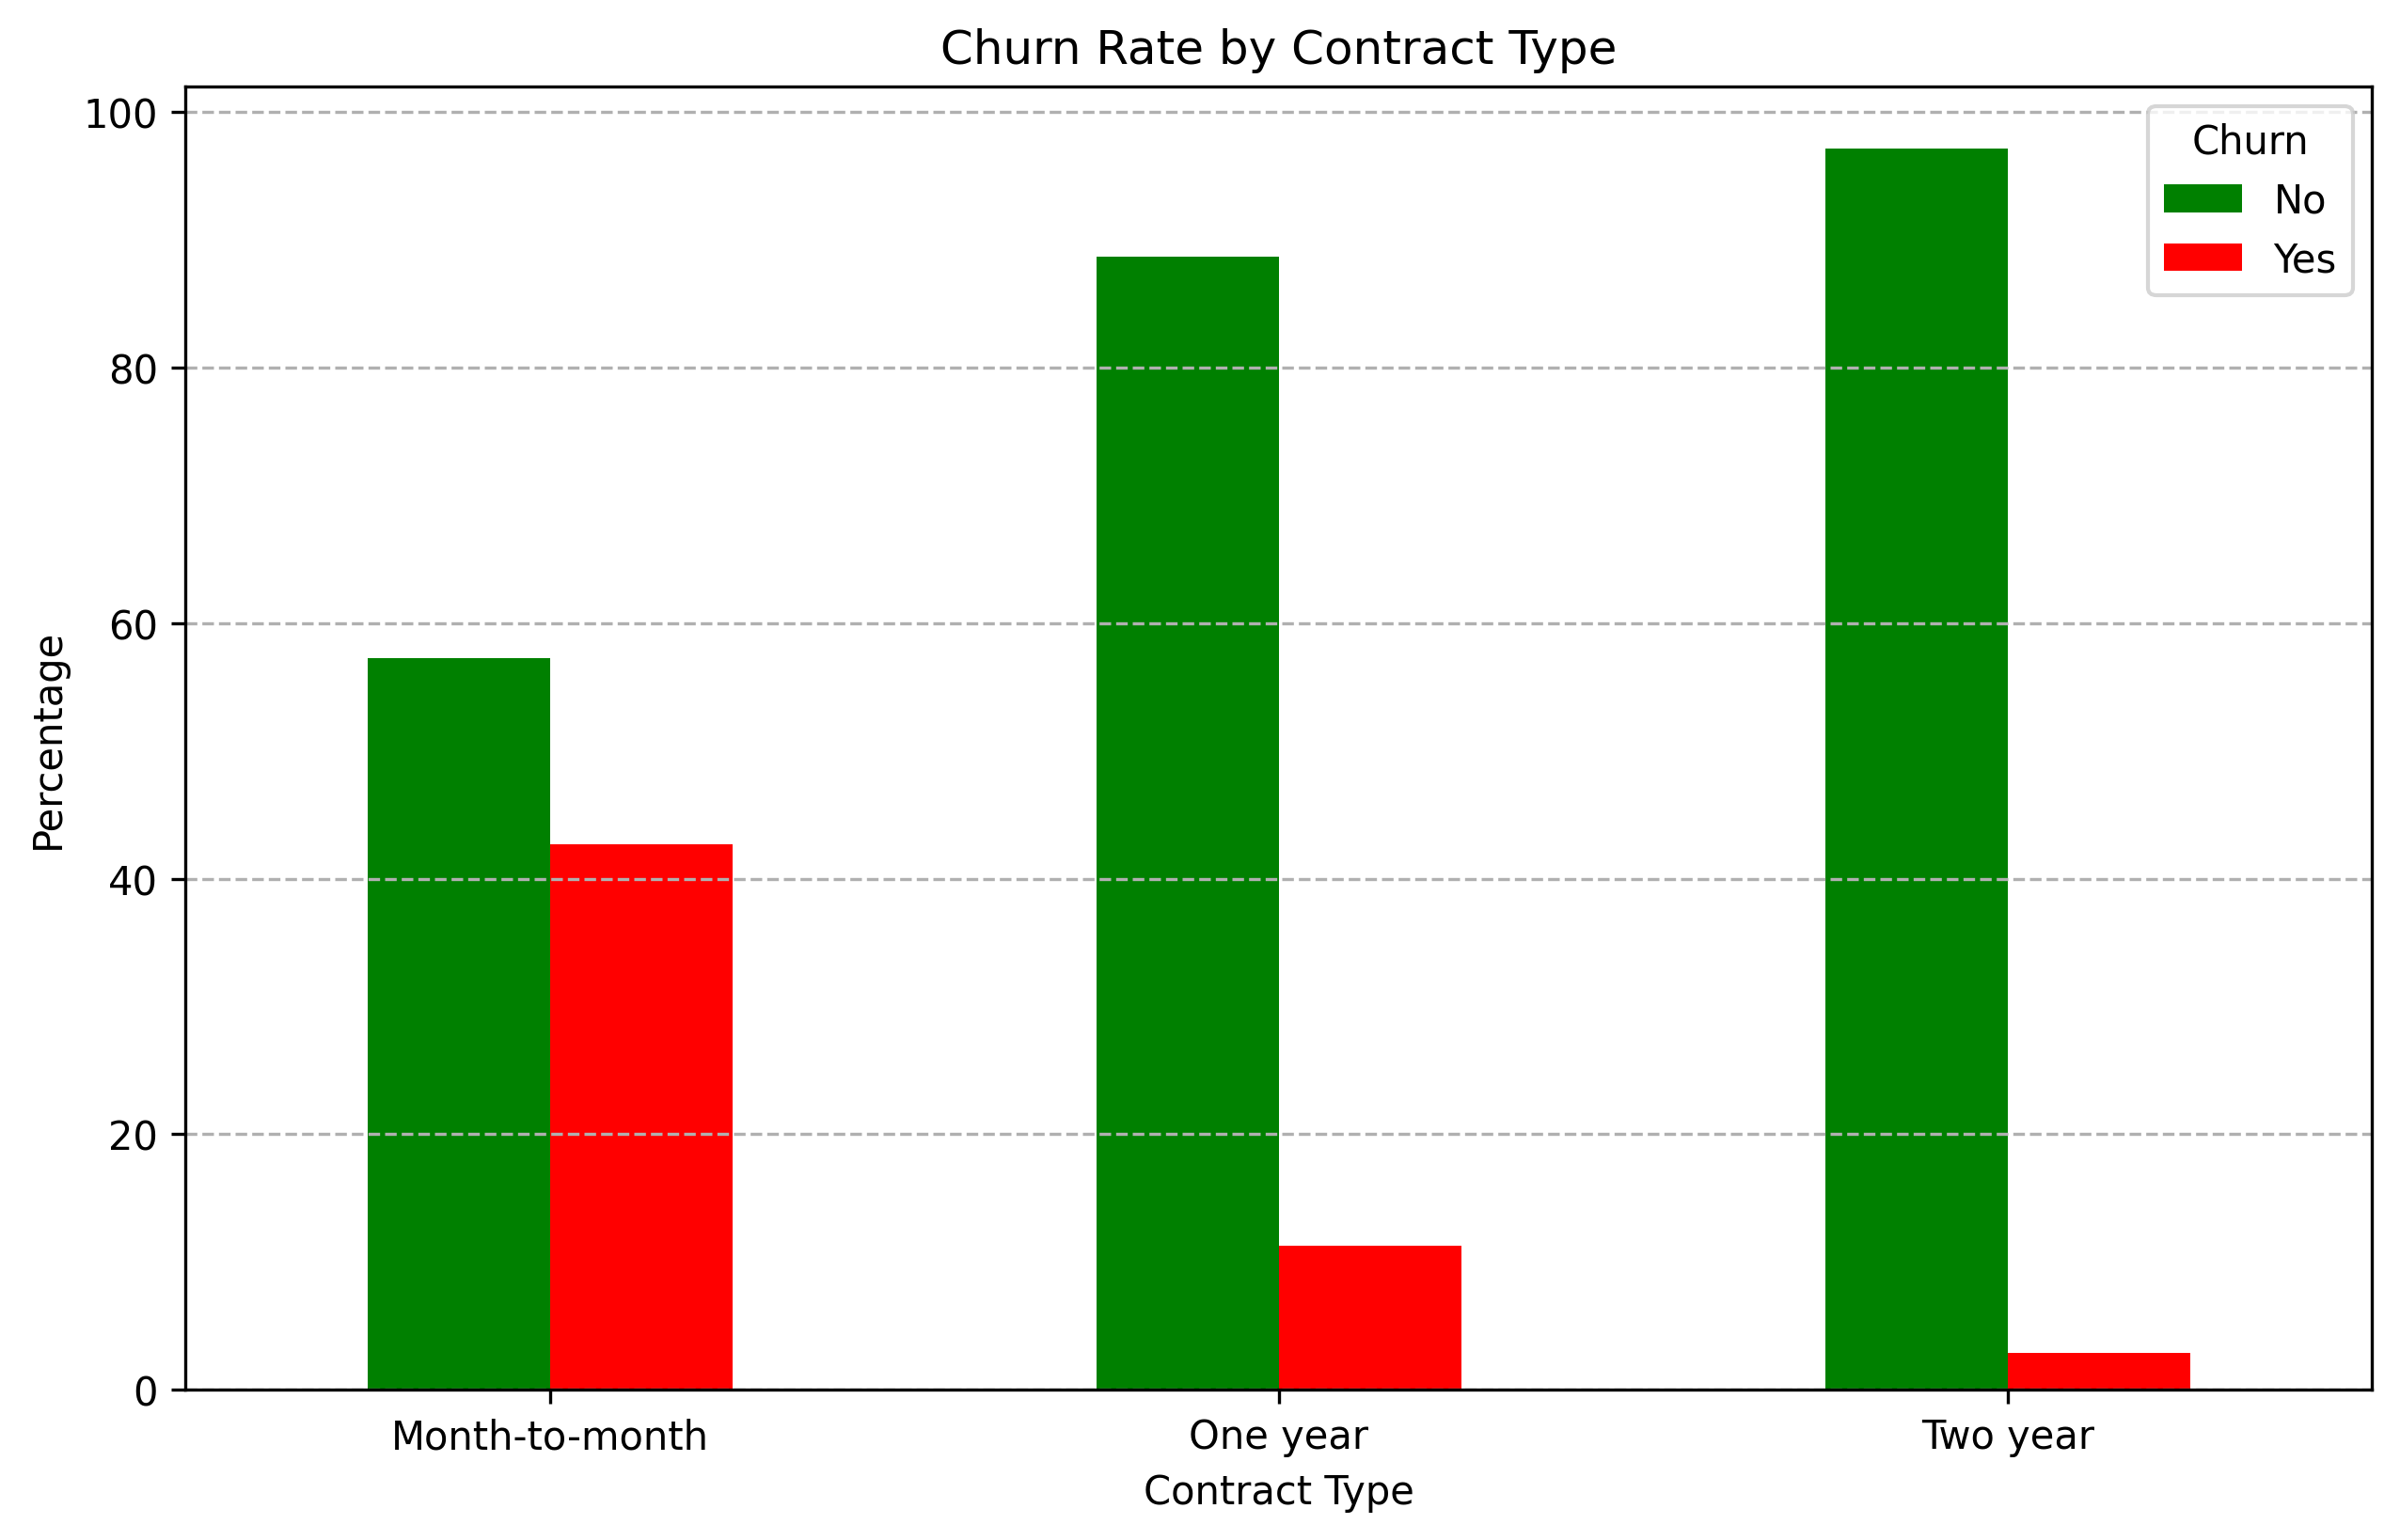 Churn Rate by Contract Type
100
80
60
40
20
0
Percentage
Churn
No
Yes
Month-to-month
One year
Two year
Contract Type